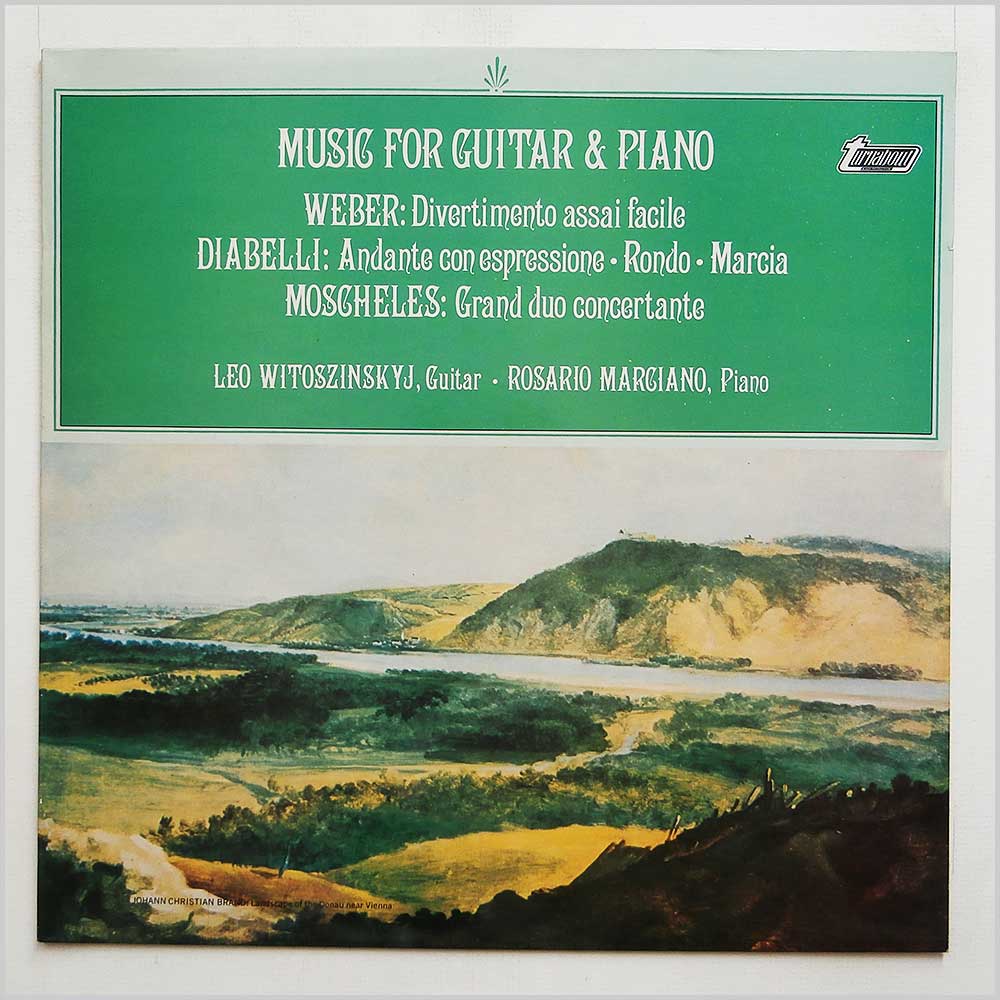 MUSIC FOR GUITAR & PIANO
turnabout
WEBER: Divertimento assai facile
DIABELLI: Andante con espressione • Rondo • Marcia
MOSCHELES: Grand duo concertante
LEO WITOSZINSKYJ, Guitar • ROSARIO MARCIANO, Piano
JOHANN CHRISTIAN BRAND: Landscape of the Donau near Vienna